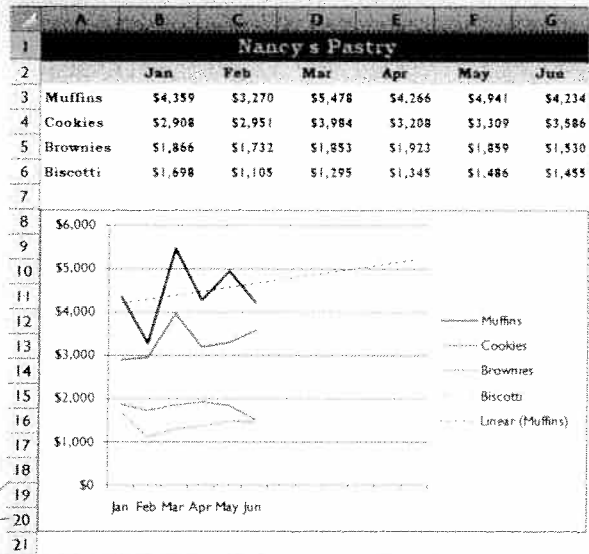 A B C D E F G
1 Nancy s Pastry
2 Jan Feb Mar Apr May Jun
3 Muffins $4,359 $3,270 $5,478 $4,266 $4,941 $4,234
4 Cookies $2,908 $2,951 $3,984 $3,208 $3,309 $3,586
5 Brownies $1,866 $1,732 $1,853 $1,923 $1,859 $1,530
6 Biscotti $1,698 $1,105 $1,295 $1,345 $1,486 $1,455
7
8 $6,000
9
10 $5,000
11 $4,000
12 Muffins
13 $3,000 Cookies
14 Brownies
15 $2,000 Biscotti
16 Linear (Muffins)
17 $1,000
18 $0
19 Jan Feb Mar Apr May Jun
20
21